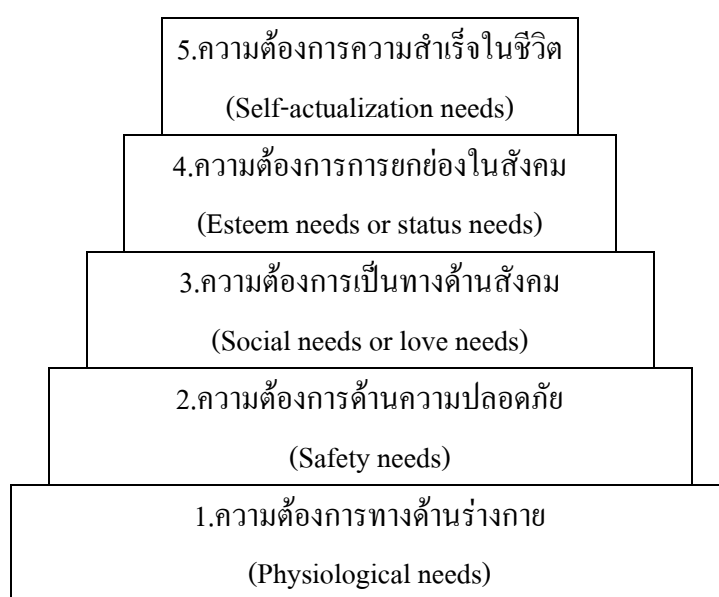 5.ความต้องการความสำเร็จในชีวิต
(Self-actualization needs)
4.ความต้องการการยกย่องในสังคม
(Esteem needs or status needs)
3.ความต้องการเป็นทางด้านสังคม
(Social needs or love needs)
2.ความต้องการด้านความปลอดภัย
(Safety needs)
1.ความต้องการทางด้านร่างกาย
(Physiological needs)